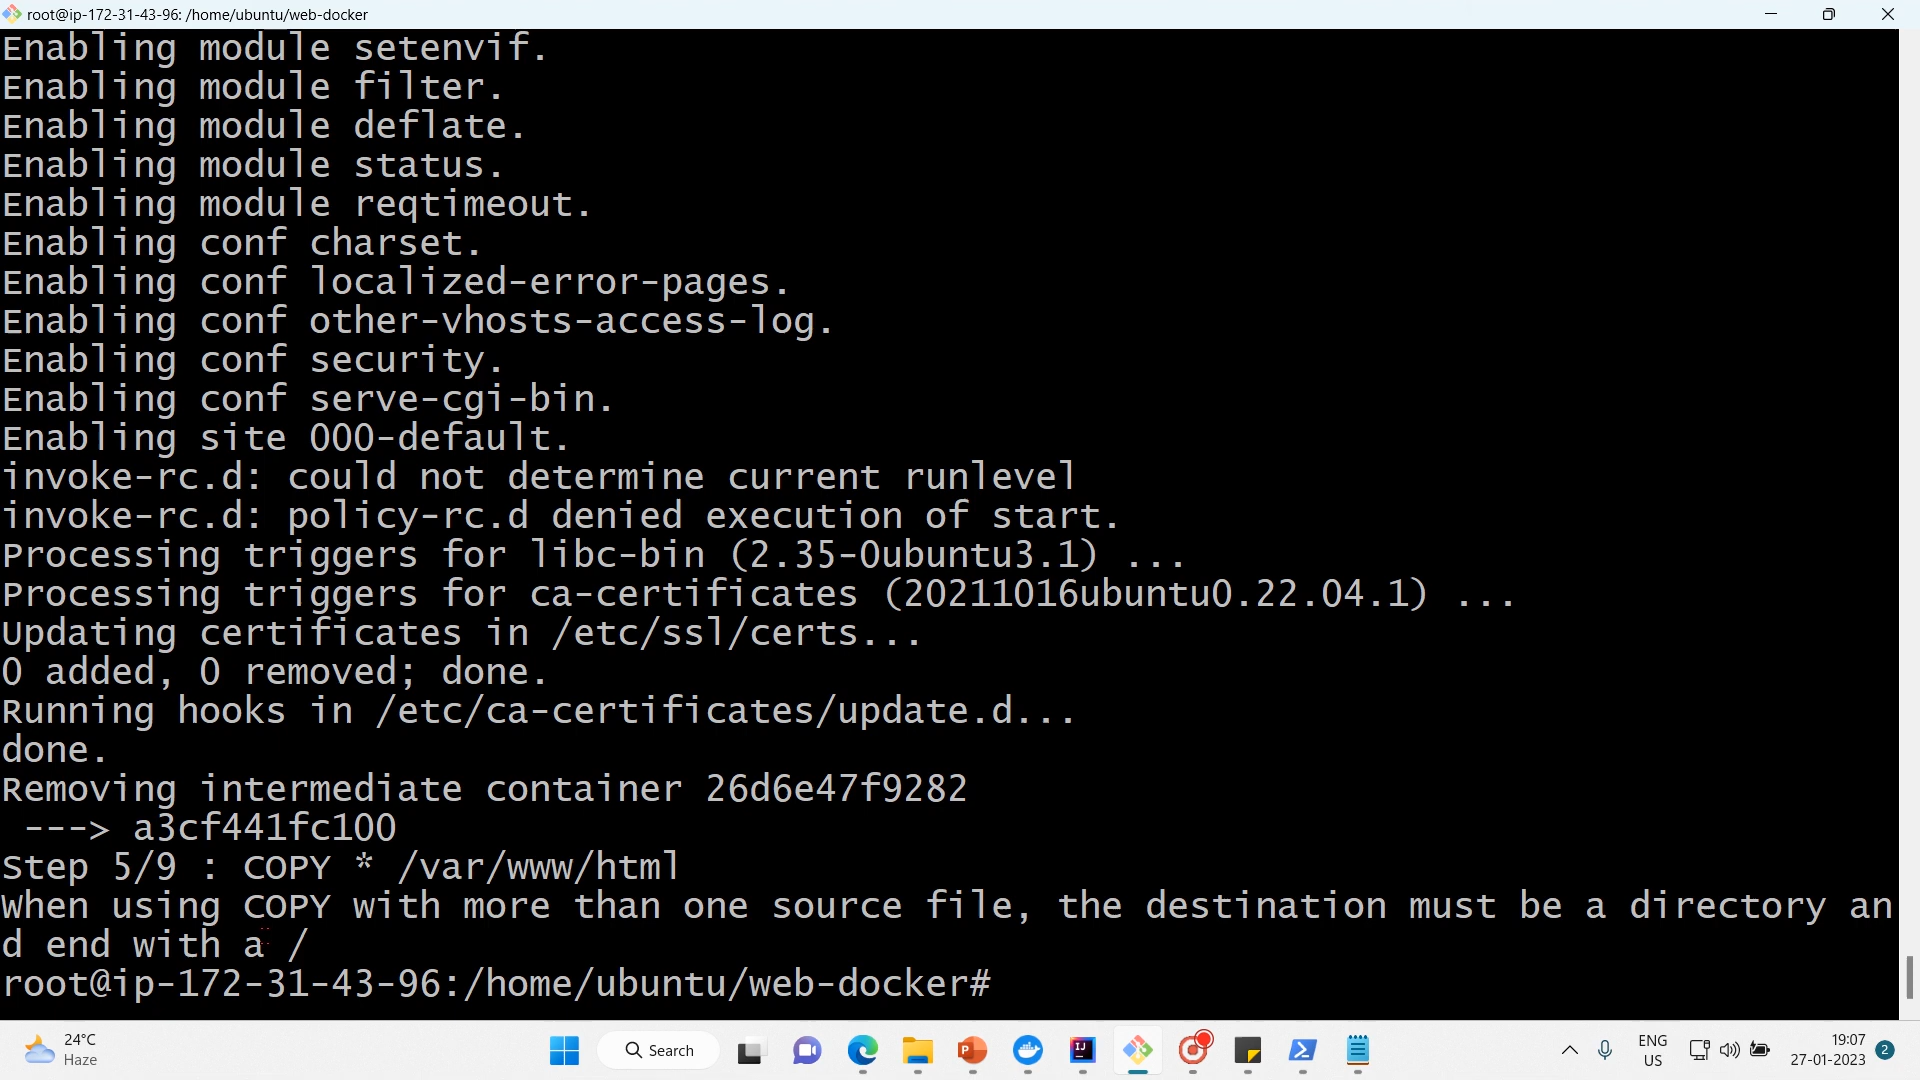 root@ip-172-31-43-96: /home/ubuntu/web-docker
Enabling module setenvif.
Enabling module filter.
Enabling module deflate.
Enabling module status.
Enabling module reqtimeout.
Enabling conf charset.
Enabling conf localized-error-pages.
Enabling conf other-vhosts-access-log.
Enabling conf security.
Enabling conf serve-cgi-bin.
Enabling site 000-default.
invoke-rc.d: could not determine current runlevel
invoke-rc.d: policy-rc.d denied execution of start.
Processing triggers for libc-bin (2.35-0ubuntu3.1) ...
Processing triggers for ca-certificates (20211016ubuntu0.22.04.1) ...
Updating certificates in /etc/ssl/certs...
0 added, 0 removed; done.
Running hooks in /etc/ca-certificates/update.d...
done.
Removing intermediate container 26d6e47f9282
 ---> a3cf441fc100
Step 5/9 : COPY * /var/www/html
When using COPY with more than one source file, the destination must be a directory an
d end with a /
root@ip-172-31-43-96:/home/ubuntu/web-docker#
24°C
Haze
Search
P
IJ
ENG
US
19:07
27-01-2023
2